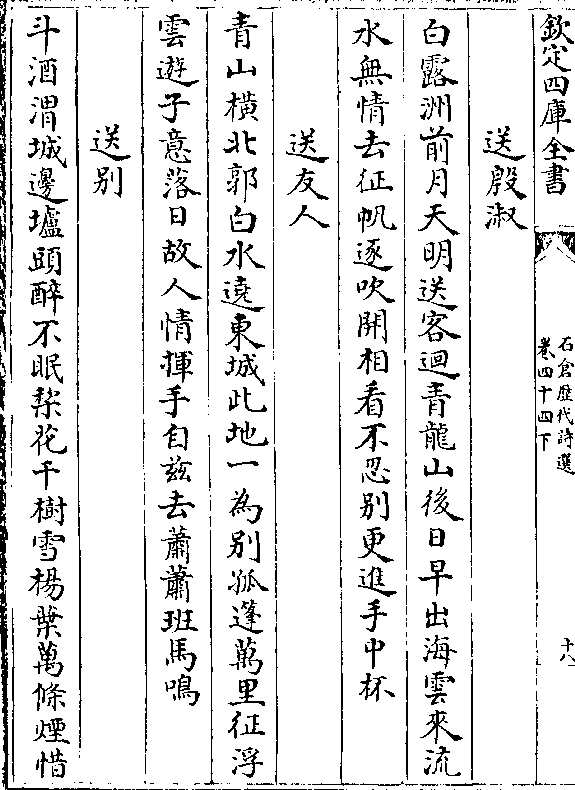 欽定四庫全書
石倉歴代詩選
卷四十四下
十八
送殷淑
白露洲前月天明送客迴青龍山後日早出海雲來流
水無情去征帆逐吹開相看不忍别更進手中杯
送友人
青山横北郭白水遶東城此地一為别孤蓬萬里征浮
雲遊子意落日故人情揮手自兹去蕭蕭班馬鳴
送别
斗酒渭城邊壚頭醉不眠棃花千樹雪楊葉萬條煙惜